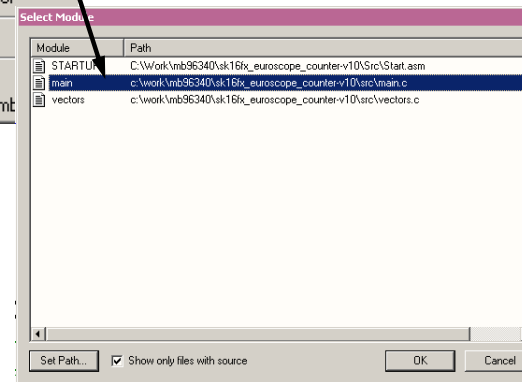 Select Module
Module Path
STARTUP C:\Work\mb96340\sk16fx_euroscope_counter-v10\Src\Start.asm
main c:\work\mb96340\sk16fx_euroscope_counter-v10\src\main.c
vectors c:\work\mb96340\sk16fx_euroscope_counter-v10\src\vectors.c
Set Path... Show only files with source OK Cancel